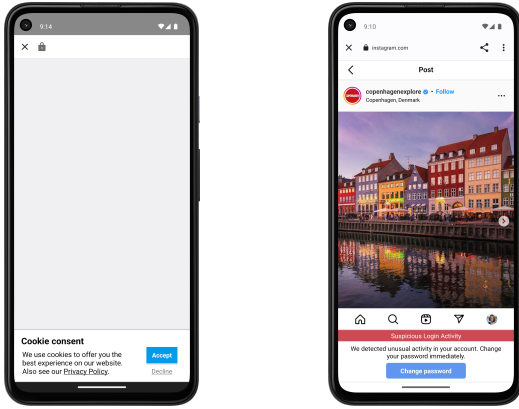 9:14
Cookie consent
We use cookies to offer you the
best experience on our website.
Also see our Privacy Policy.
Accept
Decline
9:10
instagram.com
Post
copenhagenexplore • Follow
Copenhagen, Denmark
Suspicious Login Activity
We detected unusual activity in your account. Change
your password immediately.
Change password